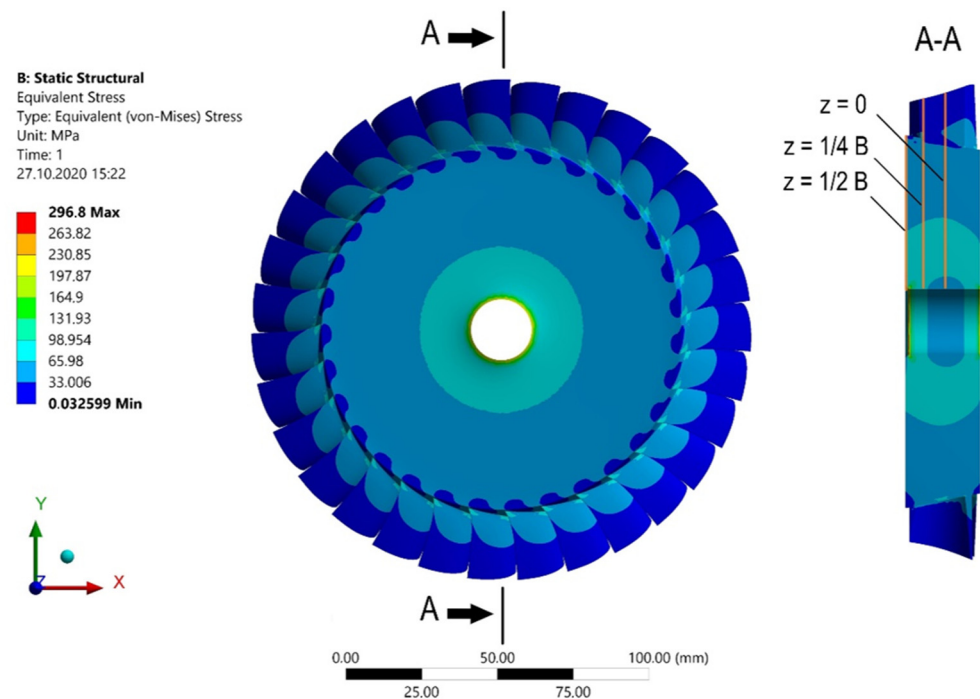 A
A-A
B: Static Structural
Equivalent Stress
Type: Equivalent (von-Mises) Stress
Unit: MPa
Time: 1
27.10.2020 15:22
z = 0
z = 1/4 B
z = 1/2 B
296.8 Max
263.82
230.85
197.87
164.9
131.93
98.954
65.98
33.006
0.032599 Min
Y
Z
X
A
0.00 50.00 100.00 (mm)
25.00 75.00